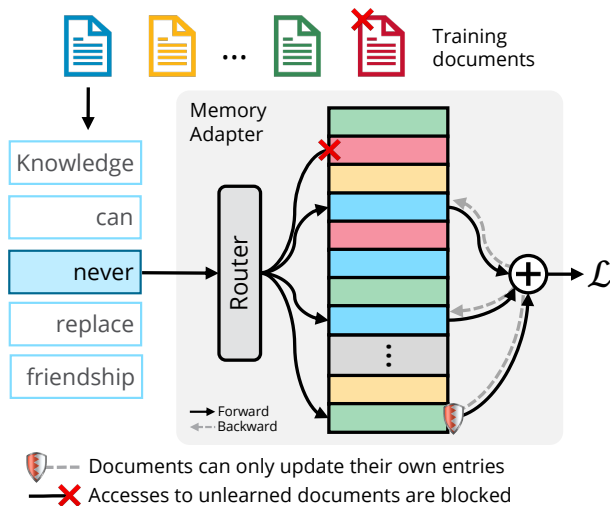 ...
Training
documents
Memory
Adapter
Knowledge
can
never
replace
friendship
Router
...
+
ℒ
Forward
Backward
Documents can only update their own entries
Accesses to unlearned documents are blocked